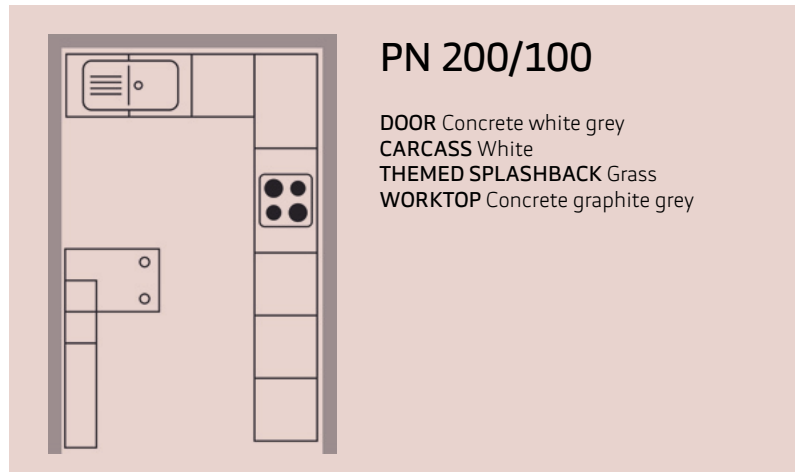 PN 200/100
DOOR Concrete white grey
CARCASS White
THEMED SPLASHBACK Grass
WORKTOP Concrete graphite grey